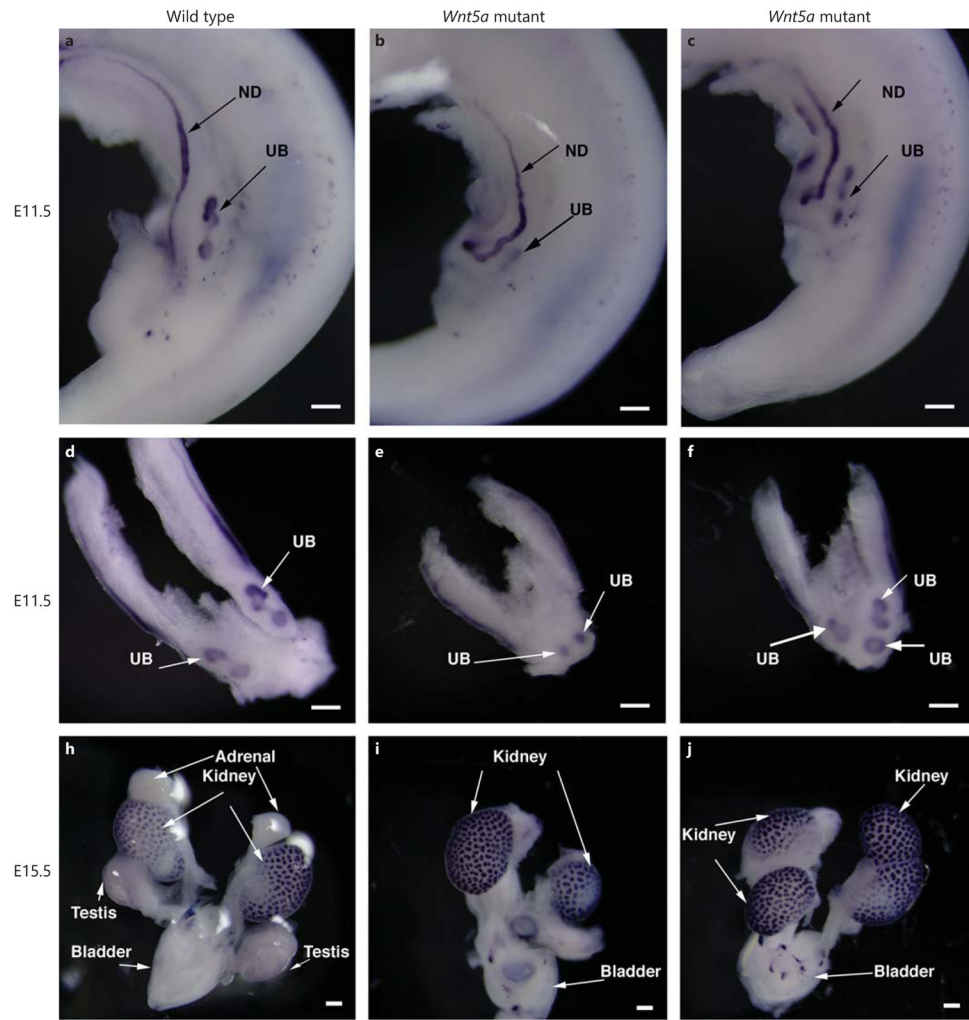 Wild type
Wnt5a mutant
Wnt5a mutant
E11.5
a
ND
UB
b
ND
UB
c
ND
UB
E11.5
d
UB
UB
e
UB
UB
f
UB
UB
UB
E15.5
h
Adrenal
Kidney
Testis
Bladder
Testis
i
Kidney
Bladder
j
Kidney
Kidney
Bladder